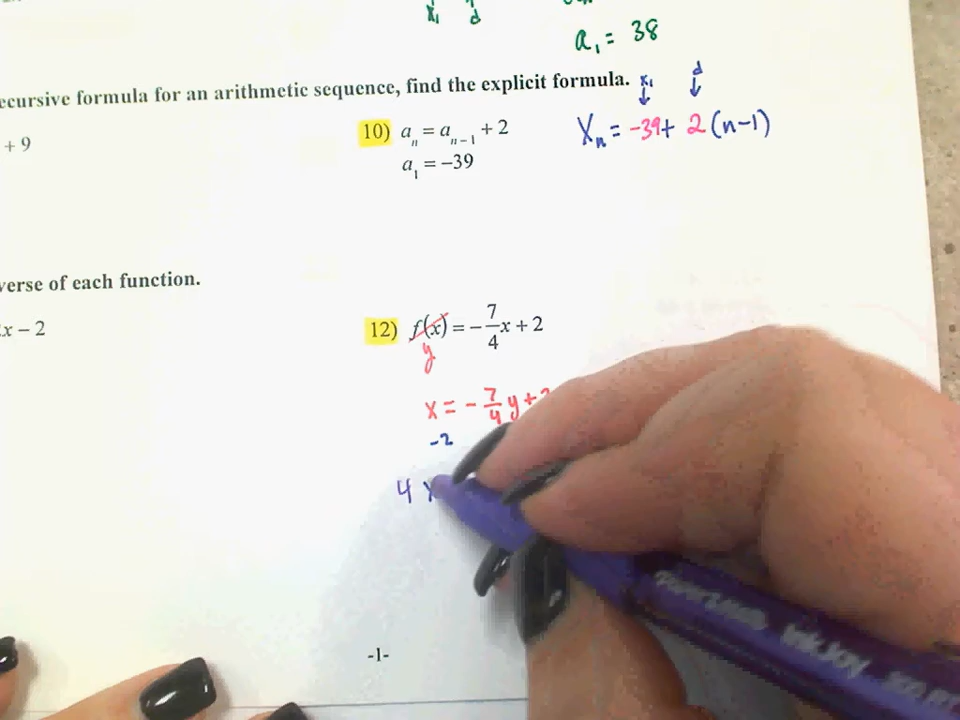 x₁ d
a₁ = 38
ecursive formula for an arithmetic sequence, find the explicit formula.
x₁ d
+ 9
10) aₙ = aₙ₋₁ + 2
a₁ = −39
Xₙ = -39 + 2 (n-1)
verse of each function.
x − 2
12) f(x) = −7/4 x + 2
y
x = - 7/4 y +
-2
4 x
-1-